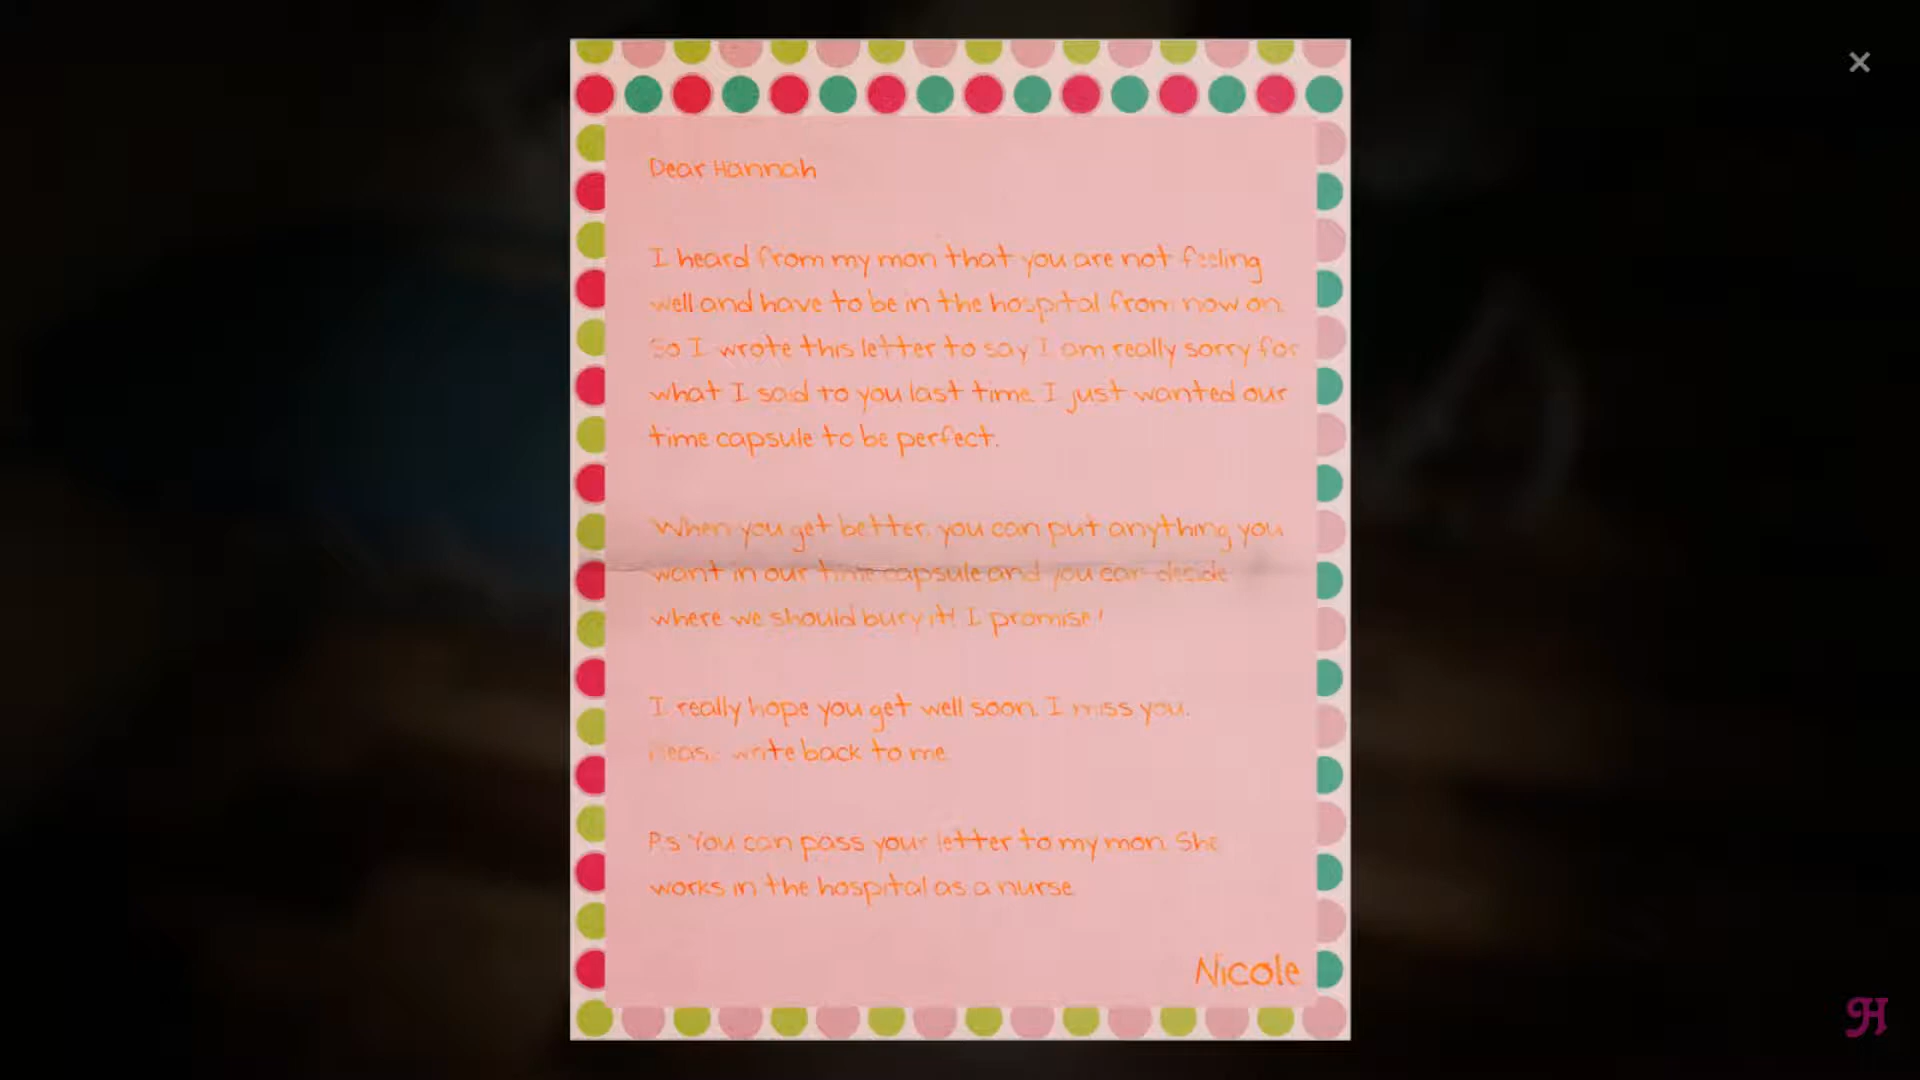 Dear Hannah
I heard from my mom that you are not feeling
well and have to be in the hospital from now on.
So I wrote this letter to say I am really sorry for
what I said to you last time. I just wanted our
time capsule to be perfect.
When you get better, you can put anything you
want in our time capsule and you can decide
where we should bury it! I promise!
I really hope you get well soon. I miss you.
Please write back to me.
P.s You can pass your letter to my mom. She
works in the hospital as a nurse.
Nicole
H